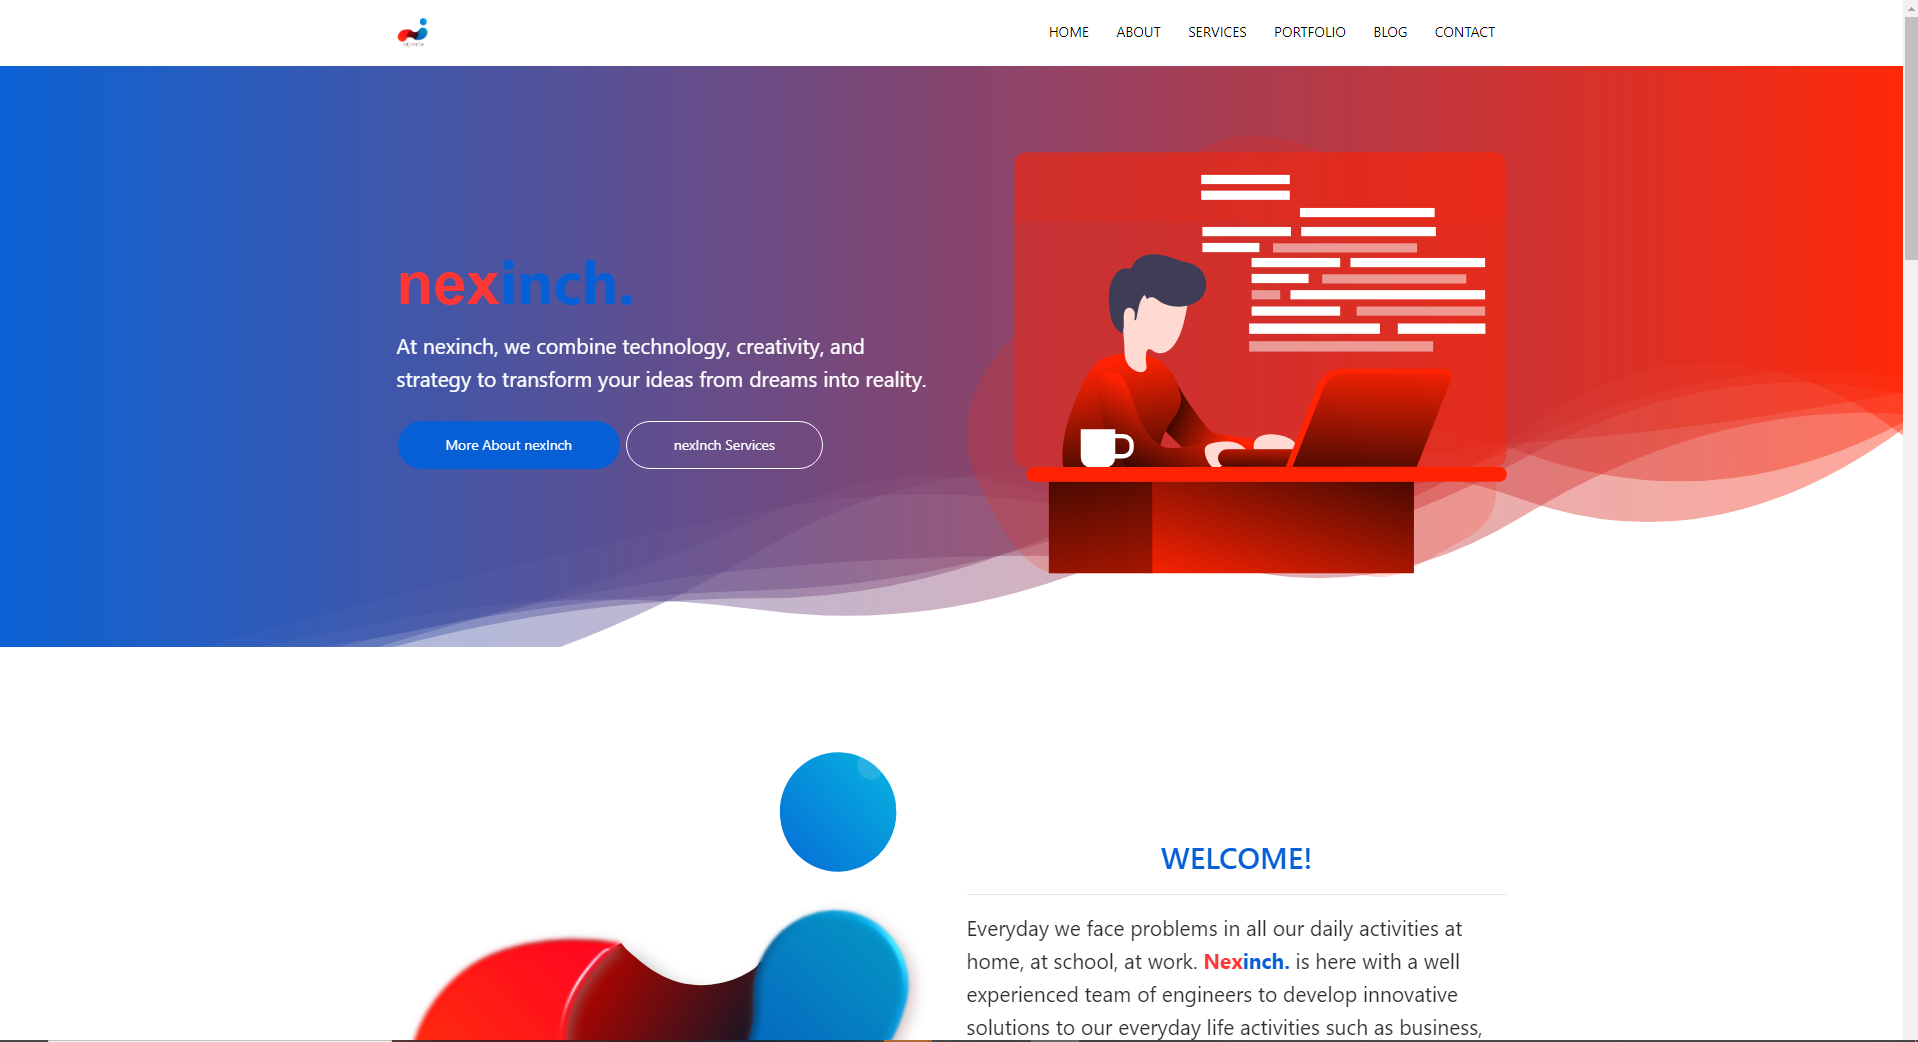 NEXINCH
HOME ABOUT SERVICES PORTFOLIO BLOG CONTACT
nexinch.
At nexinch, we combine technology, creativity, and
strategy to transform your ideas from dreams into reality.
More About nexInch nexInch Services
WELCOME!
Everyday we face problems in all our daily activities at
home, at school, at work. Nexinch. is here with a well
experienced team of engineers to develop innovative
solutions to our everyday life activities such as business,